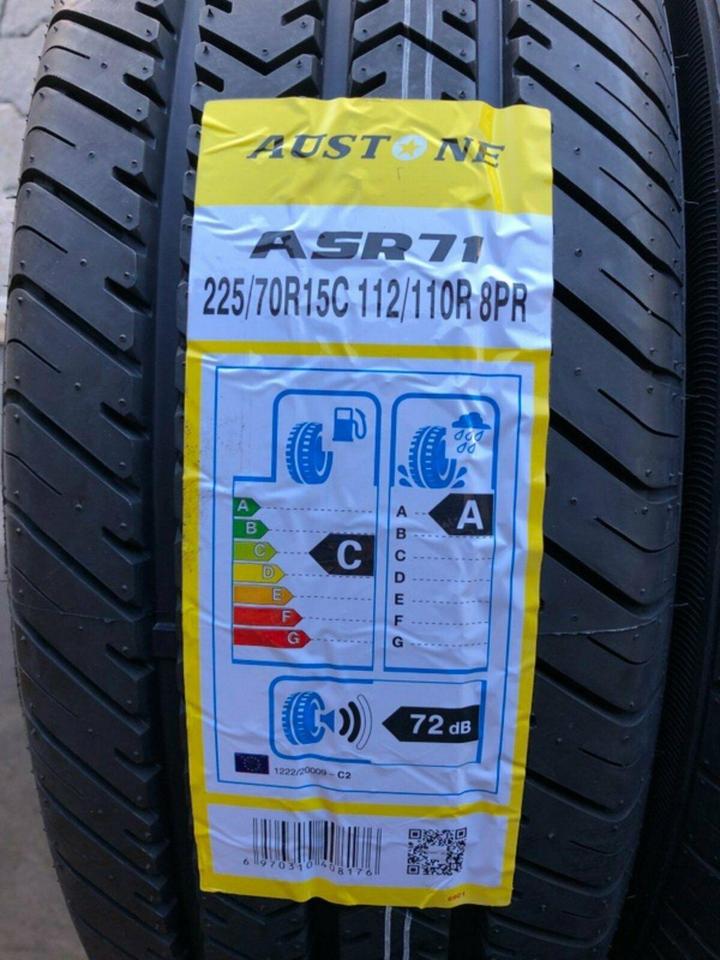 AUSTONE
ASR71
225/70R15C 112/110R 8PR
A
B
C
D
E
F
G
C
A
B
C
D
E
F
G
A
72 dB
1222/2009 - C2
6 970310 408176